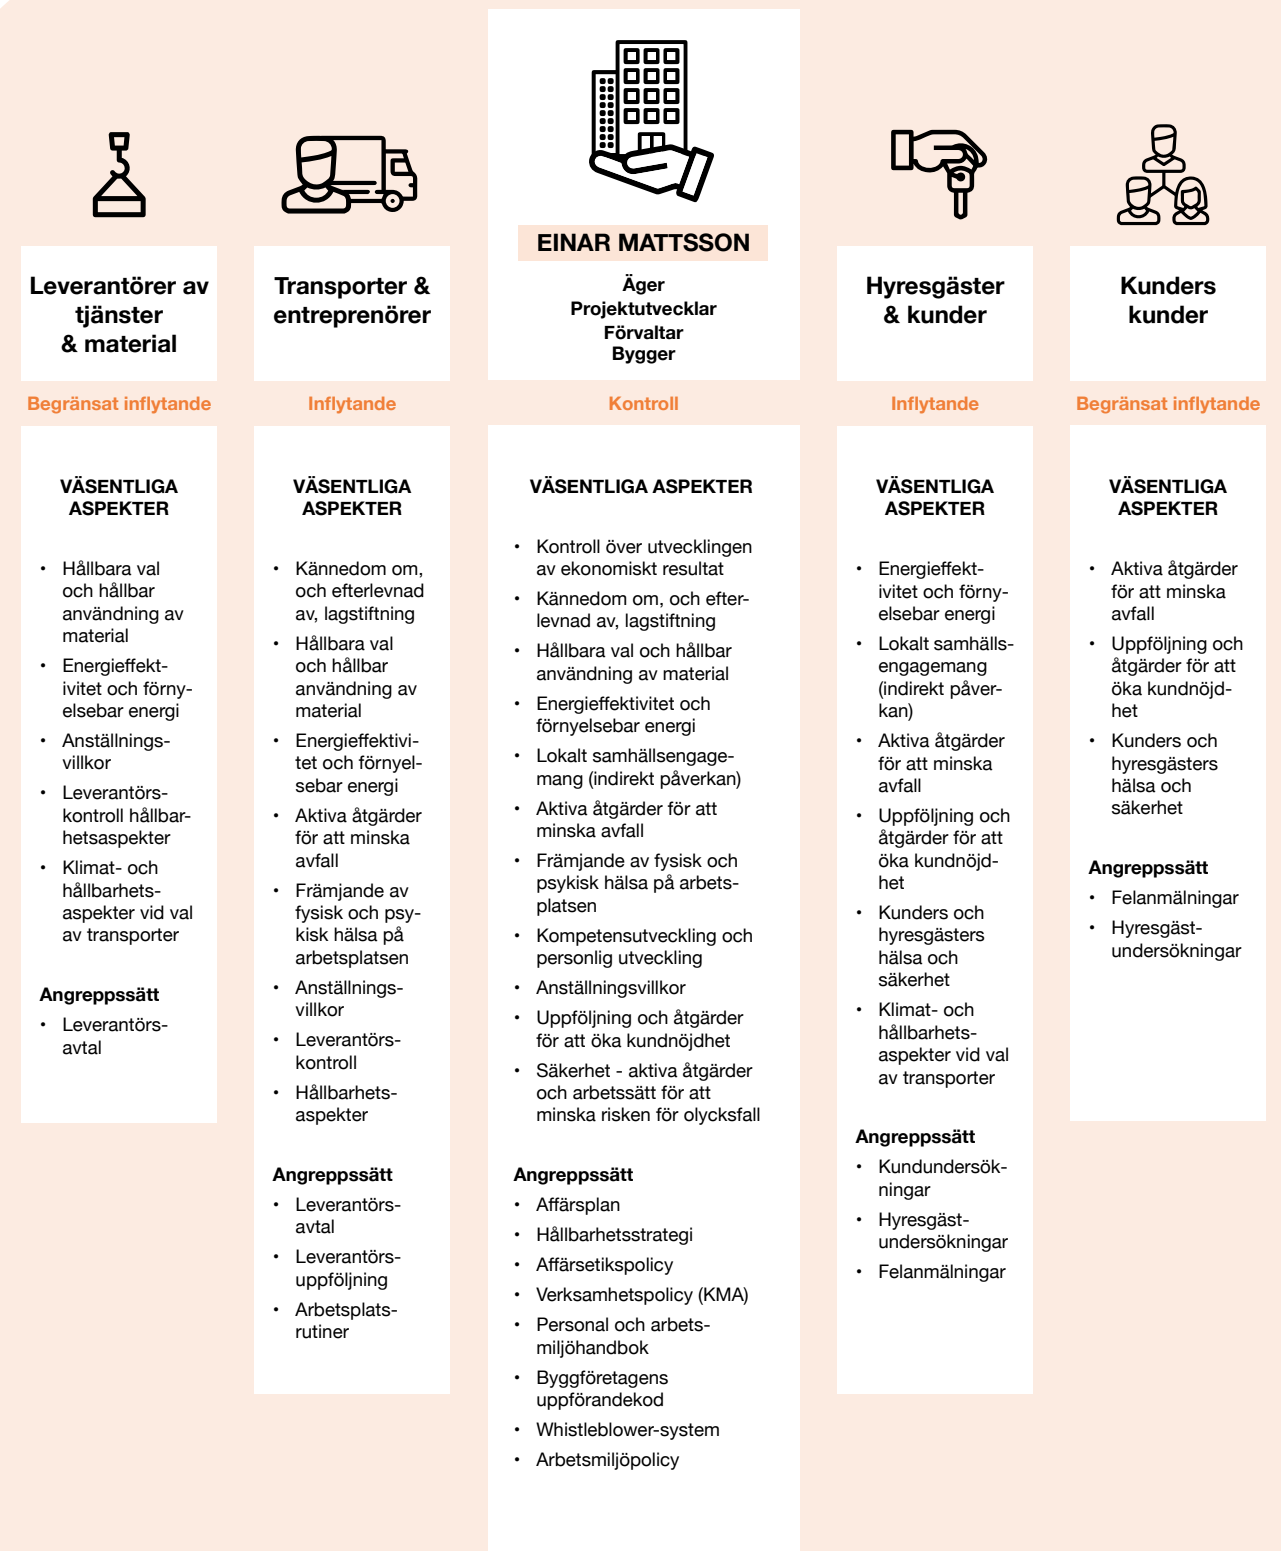 Leverantörer av
tjänster
& material
Begränsat inflytande
VÄSENTLIGA
ASPEKTER
• Hållbara val
och hållbar
användning av
material
• Energieffekt-
ivitet och förny-
elsebar energi
• Anställnings-
villkor
• Leverantörs-
kontroll hållbar-
hetsaspekter
• Klimat- och
hållbarhets-
aspekter vid val
av transporter
Angreppssätt
• Leverantörs-
avtal
Transporter &
entreprenörer
Inflytande
VÄSENTLIGA
ASPEKTER
• Kännedom om,
och efterlevnad
av, lagstiftning
• Hållbara val
och hållbar
användning av
material
• Energieffektivi-
tet och förnyel-
sebar energi
• Aktiva åtgärder
för att minska
avfall
• Främjande av
fysisk och psy-
kisk hälsa på
arbetsplatsen
• Anställnings-
villkor
• Leverantörs-
kontroll
• Hållbarhets-
aspekter
Angreppssätt
• Leverantörs-
avtal
• Leverantörs-
uppföljning
• Arbetsplats-
rutiner
EINAR MATTSSON
Äger
Projektutvecklar
Förvaltar
Bygger
Kontroll
VÄSENTLIGA ASPEKTER
• Kontroll över utvecklingen
av ekonomiskt resultat
• Kännedom om, och efter-
levnad av, lagstiftning
• Hållbara val och hållbar
användning av material
• Energieffektivitet och
förnyelsebar energi
• Lokalt samhällsengage-
mang (indirekt påverkan)
• Aktiva åtgärder för att
minska avfall
• Främjande av fysisk och
psykisk hälsa på arbets-
platsen
• Kompetensutveckling och
personlig utveckling
• Anställningsvillkor
• Uppföljning och åtgärder
för att öka kundnöjdhet
• Säkerhet - aktiva åtgärder
och arbetssätt för att
minska risken för olycksfall
Angreppssätt
• Affärsplan
• Hållbarhetsstrategi
• Affärsetikspolicy
• Verksamhetspolicy (KMA)
• Personal och arbets-
miljöhandbok
• Byggföretagens
uppförandekod
• Whistleblower-system
• Arbetsmiljöpolicy
Hyresgäster
& kunder
Inflytande
VÄSENTLIGA
ASPEKTER
• Energieffekt-
ivitet och förny-
elsebar energi
• Lokalt samhälls-
engagemang
(indirekt påver-
kan)
• Aktiva åtgärder
för att minska
avfall
• Uppföljning och
åtgärder för att
öka kundnöjd-
het
• Kunders och
hyresgästers
hälsa och
säkerhet
• Klimat- och
hållbarhets-
aspekter vid val
av transporter
Angreppssätt
• Kundundersök-
ningar
• Hyresgäst-
undersökningar
• Felanmälningar
Kunders
kunder
Begränsat inflytande
VÄSENTLIGA
ASPEKTER
• Aktiva åtgärder
för att minska
avfall
• Uppföljning och
åtgärder för att
öka kundnöjd-
het
• Kunders och
hyresgästers
hälsa och
säkerhet
Angreppssätt
• Felanmälningar
• Hyresgäst-
undersökningar